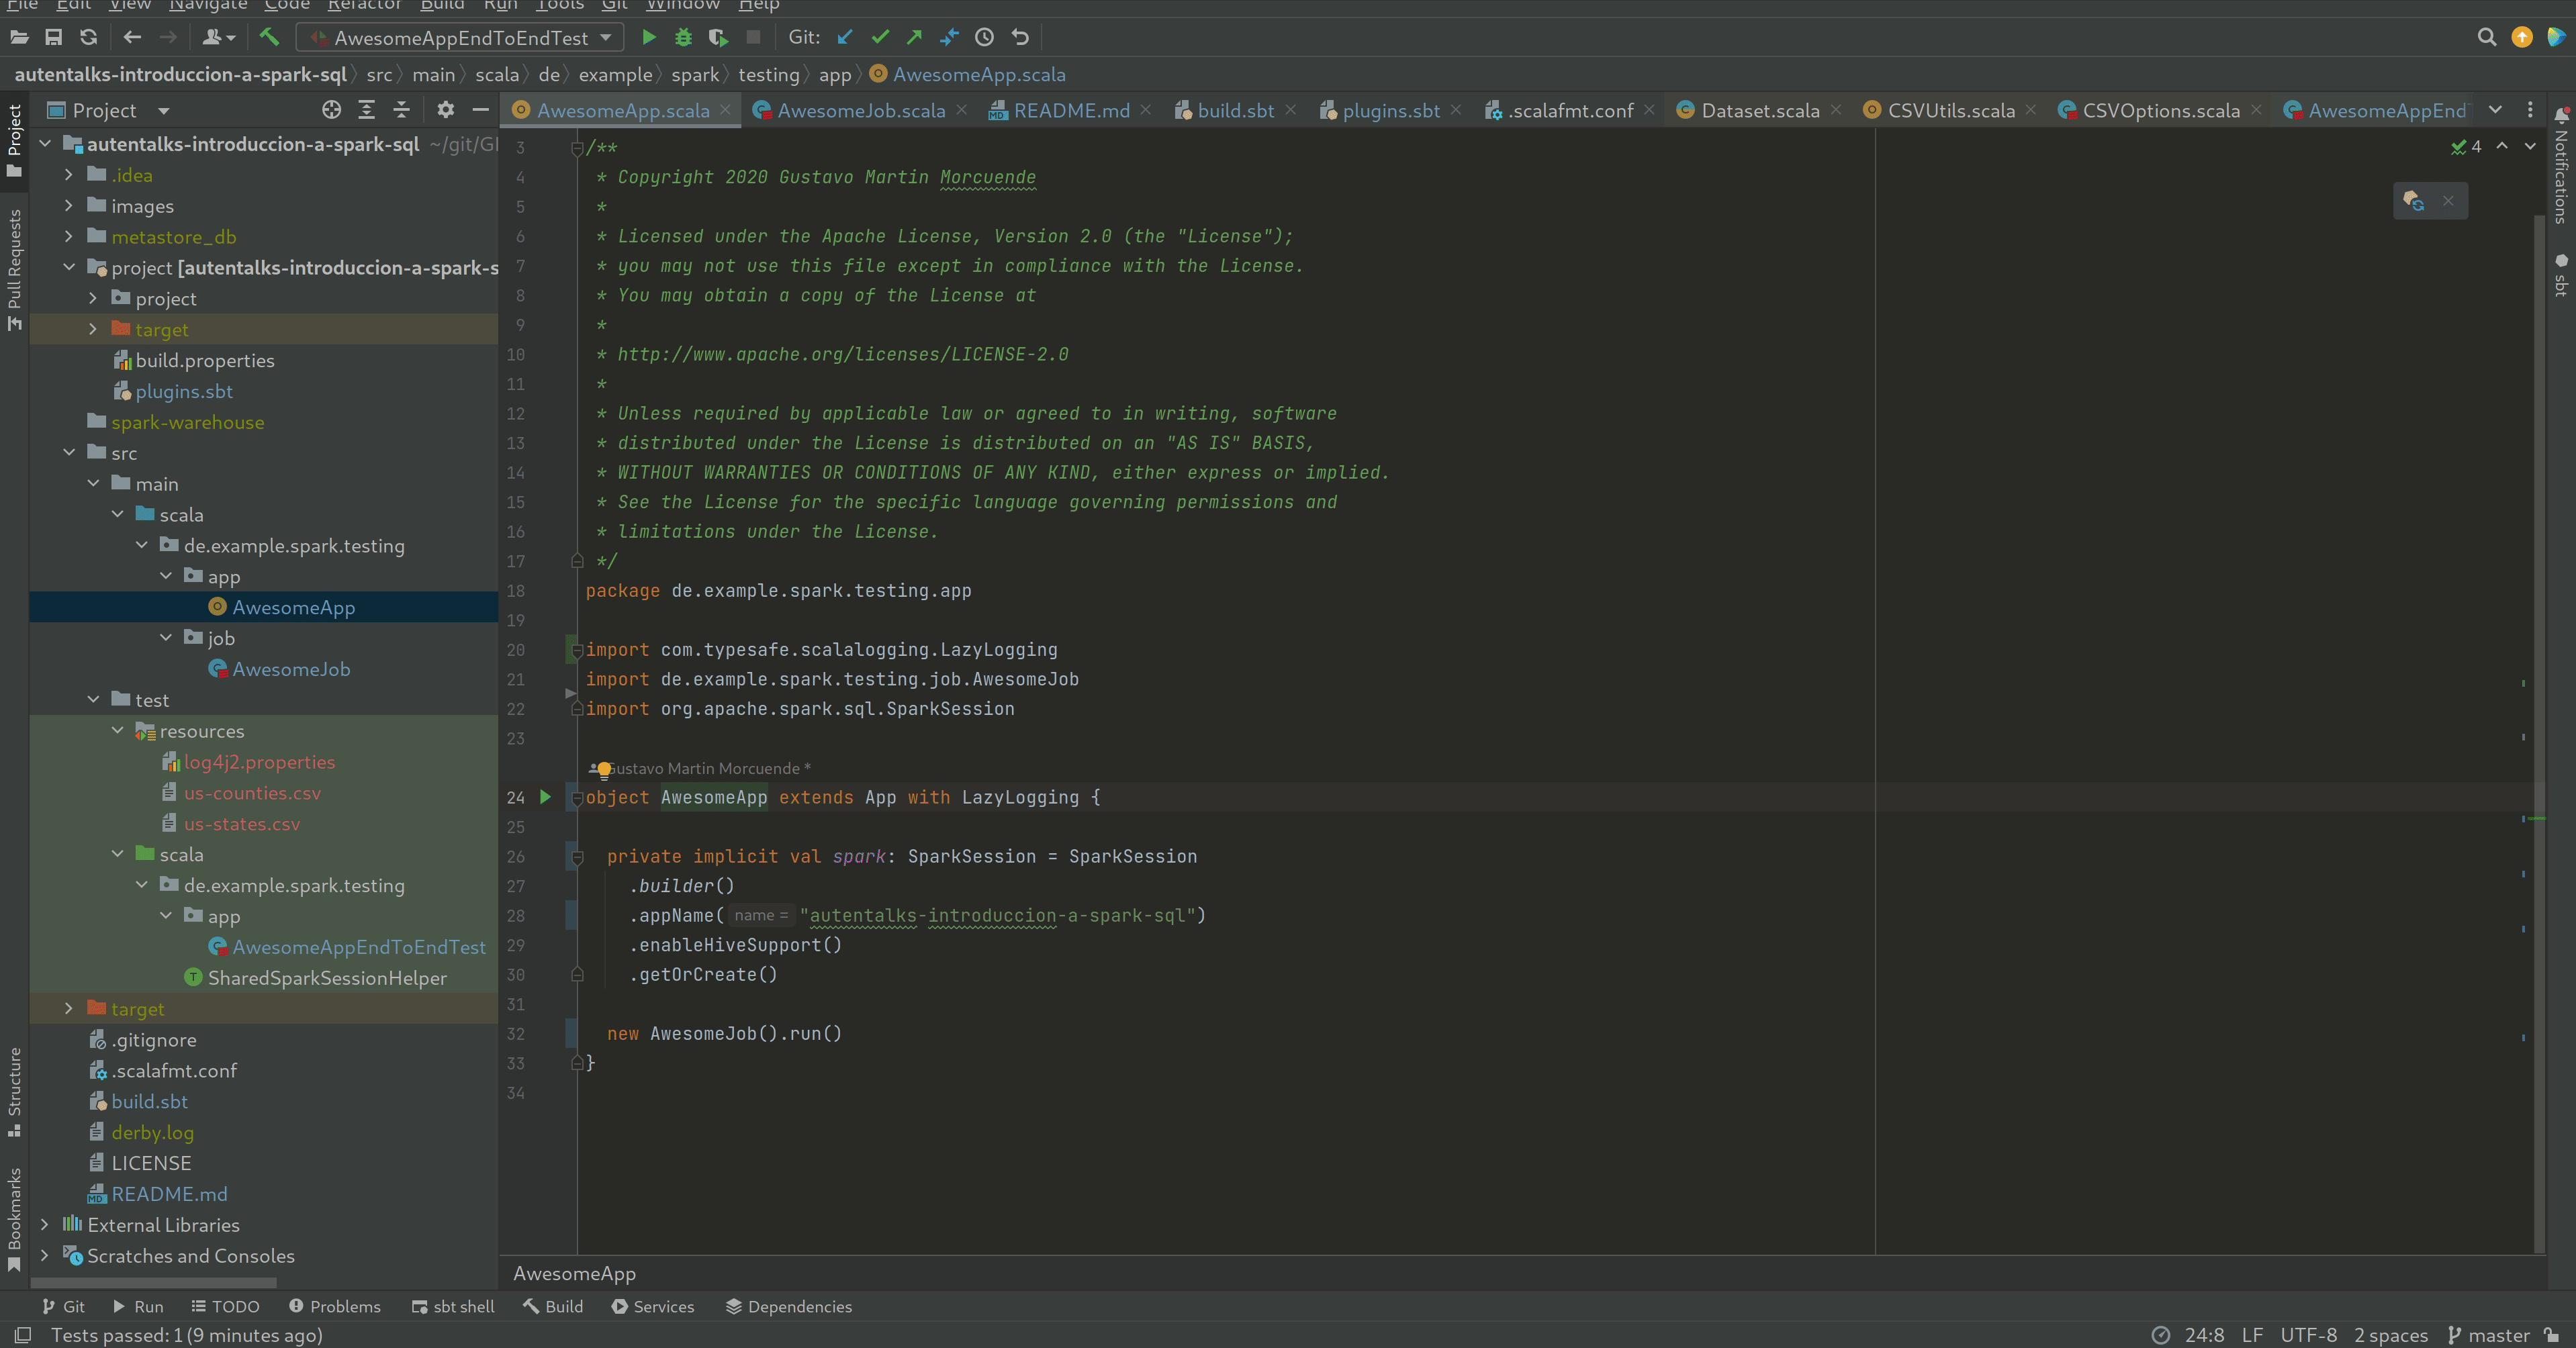 File Edit View Navigate Code Refactor Build Run Tools Git Window Help
AwesomeAppEndToEndTest Git:
autentalks-introduccion-a-spark-sql src main scala de example spark testing app AwesomeApp.scala
Project
AwesomeApp.scala AwesomeJob.scala README.md build.sbt plugins.sbt .scalafmt.conf Dataset.scala CSVUtils.scala CSVOptions.scala AwesomeAppEnd
Project
Pull Requests
Structure
Bookmarks
autentalks-introduccion-a-spark-sql ~/git/GI
.idea
images
metastore_db
project [autentalks-introduccion-a-spark-s
project
target
build.properties
plugins.sbt
spark-warehouse
src
main
scala
de.example.spark.testing
app
AwesomeApp
job
AwesomeJob
test
resources
log4j2.properties
us-counties.csv
us-states.csv
scala
de.example.spark.testing
app
AwesomeAppEndToEndTest
SharedSparkSessionHelper
target
.gitignore
.scalafmt.conf
build.sbt
derby.log
LICENSE
README.md
External Libraries
Scratches and Consoles
3 /**
4 * Copyright 2020 Gustavo Martin Morcuende
5 *
6 * Licensed under the Apache License, Version 2.0 (the "License");
7 * you may not use this file except in compliance with the License.
8 * You may obtain a copy of the License at
9 *
10 * http://www.apache.org/licenses/LICENSE-2.0
11 *
12 * Unless required by applicable law or agreed to in writing, software
13 * distributed under the License is distributed on an "AS IS" BASIS,
14 * WITHOUT WARRANTIES OR CONDITIONS OF ANY KIND, either express or implied.
15 * See the License for the specific language governing permissions and
16 * limitations under the License.
17 */
18 package de.example.spark.testing.app
19
20 import com.typesafe.scalalogging.LazyLogging
21 import de.example.spark.testing.job.AwesomeJob
22 import org.apache.spark.sql.SparkSession
23
Gustavo Martin Morcuende *
24 object AwesomeApp extends App with LazyLogging {
25
26 private implicit val spark: SparkSession = SparkSession
27 .builder()
28 .appName( name = "autentalks-introduccion-a-spark-sql")
29 .enableHiveSupport()
30 .getOrCreate()
31
32 new AwesomeJob().run()
33 }
34
4
Notifications
sbt
AwesomeApp
Git Run TODO Problems sbt shell Build Services Dependencies
Tests passed: 1 (9 minutes ago) 24:8 LF UTF-8 2 spaces master